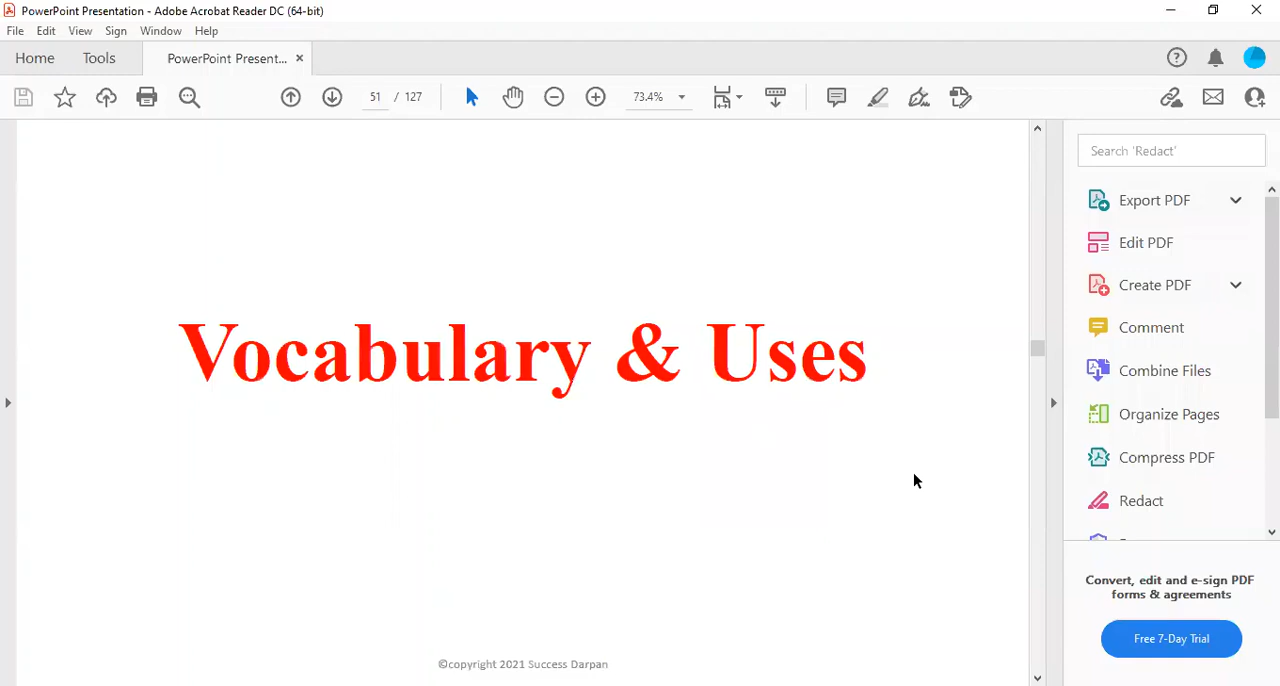 PowerPoint Presentation - Adobe Acrobat Reader DC (64-bit)
File Edit View Sign Window Help
Home Tools PowerPoint Present... ×
51 / 127 73.4%
Search 'Redact'
Export PDF
Edit PDF
Create PDF
Comment
Combine Files
Organize Pages
Compress PDF
Redact
Vocabulary & Uses
Convert, edit and e-sign PDF
forms & agreements
Free 7-Day Trial
©copyright 2021 Success Darpan